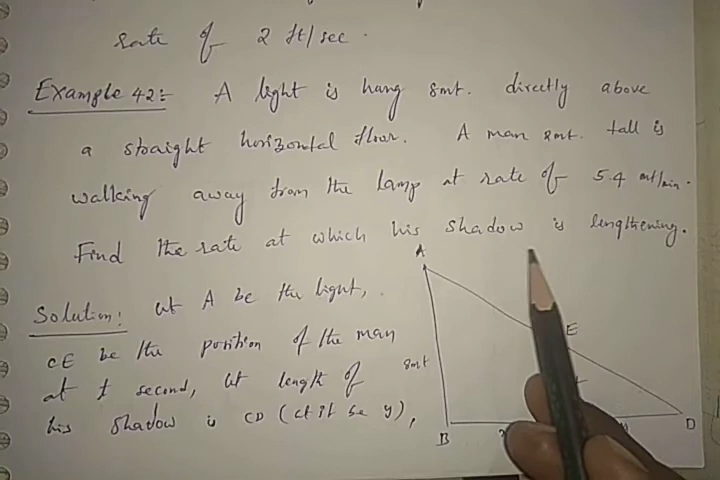 rate of 2 ft/sec.
Example 42:- A light is hang 8mt. directly above
a straight horizontal floor. A man 2mt. tall is
walking away from the lamp at rate of 5.4 mt/min.
Find the rate at which his shadow is lengthening.
Solution: let A be the light,
CE be the position of the man
at t second, let length of
his shadow is CD (let it be y),
A
E
8mt
B
D